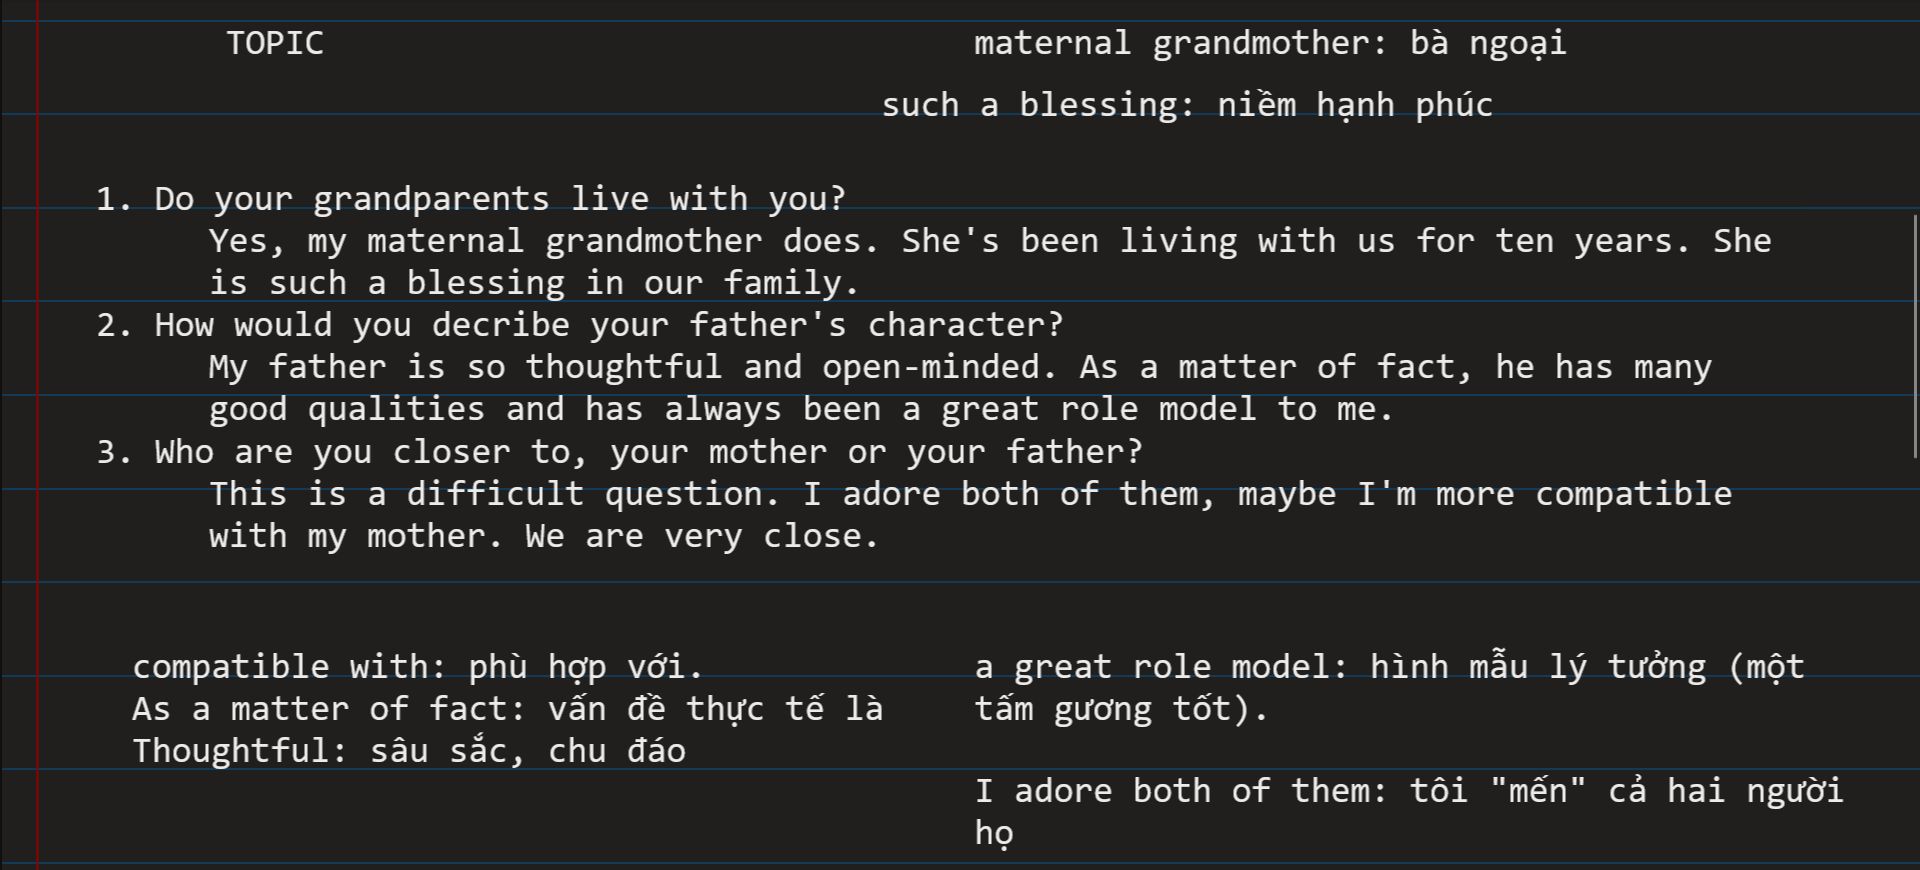 TOPIC
maternal grandmother: bà ngoại
such a blessing: niềm hạnh phúc
1. Do your grandparents live with you?
Yes, my maternal grandmother does. She's been living with us for ten years. She
is such a blessing in our family.
2. How would you decribe your father's character?
My father is so thoughtful and open-minded. As a matter of fact, he has many
good qualities and has always been a great role model to me.
3. Who are you closer to, your mother or your father?
This is a difficult question. I adore both of them, maybe I'm more compatible
with my mother. We are very close.
compatible with: phù hợp với.
As a matter of fact: vấn đề thực tế là
Thoughtful: sâu sắc, chu đáo
a great role model: hình mẫu lý tưởng (một
tấm gương tốt).
I adore both of them: tôi "mến" cả hai người
họ